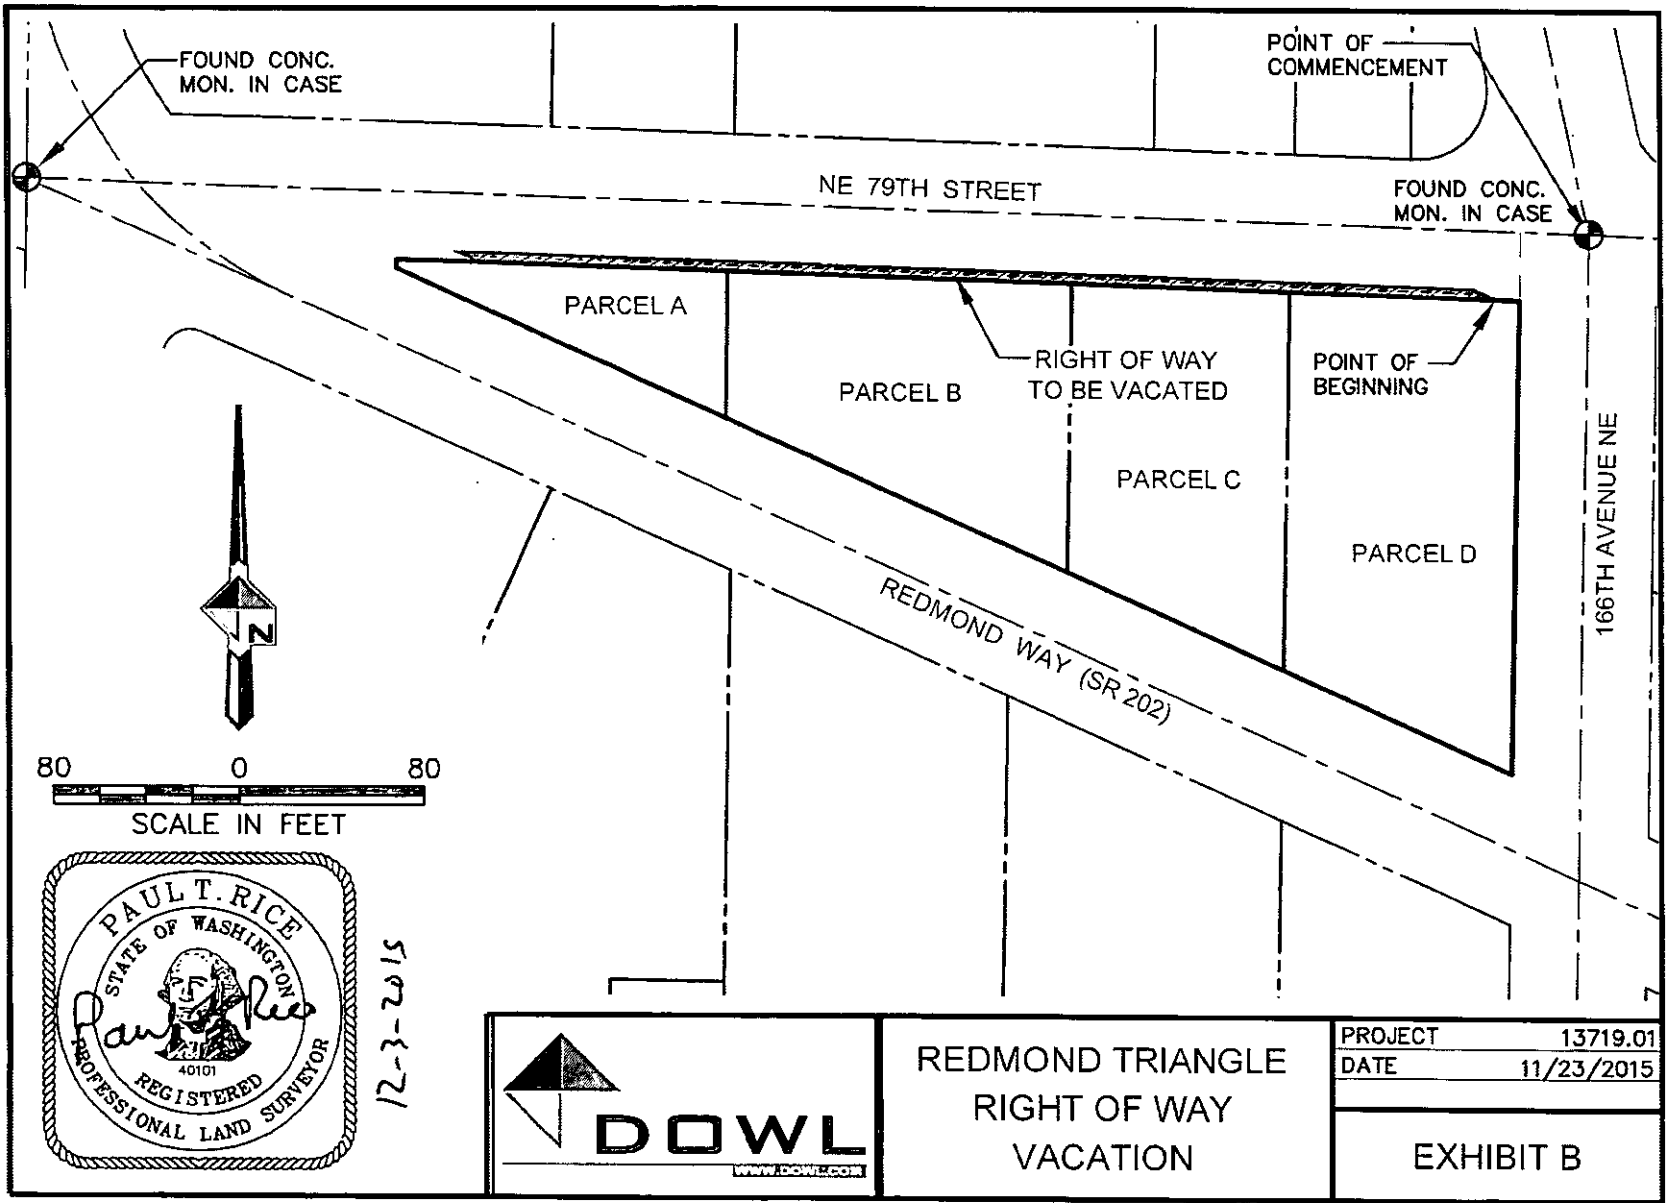 FOUND CONC.
MON. IN CASE
POINT OF
COMMENCEMENT
NE 79TH STREET
FOUND CONC.
MON. IN CASE
PARCEL A
RIGHT OF WAY
TO BE VACATED
POINT OF
BEGINNING
PARCEL B
PARCEL C
PARCEL D
166TH AVENUE NE
REDMOND WAY (SR 202)
N
80 0 80
SCALE IN FEET
PAUL T. RICE
STATE OF WASHINGTON
Paul T Rice
40101
REGISTERED
PROFESSIONAL LAND SURVEYOR
12-3-2015
DOWL
WWW.DOWL.COM
REDMOND TRIANGLE
RIGHT OF WAY
VACATION
PROJECT 13719.01
DATE 11/23/2015
EXHIBIT B